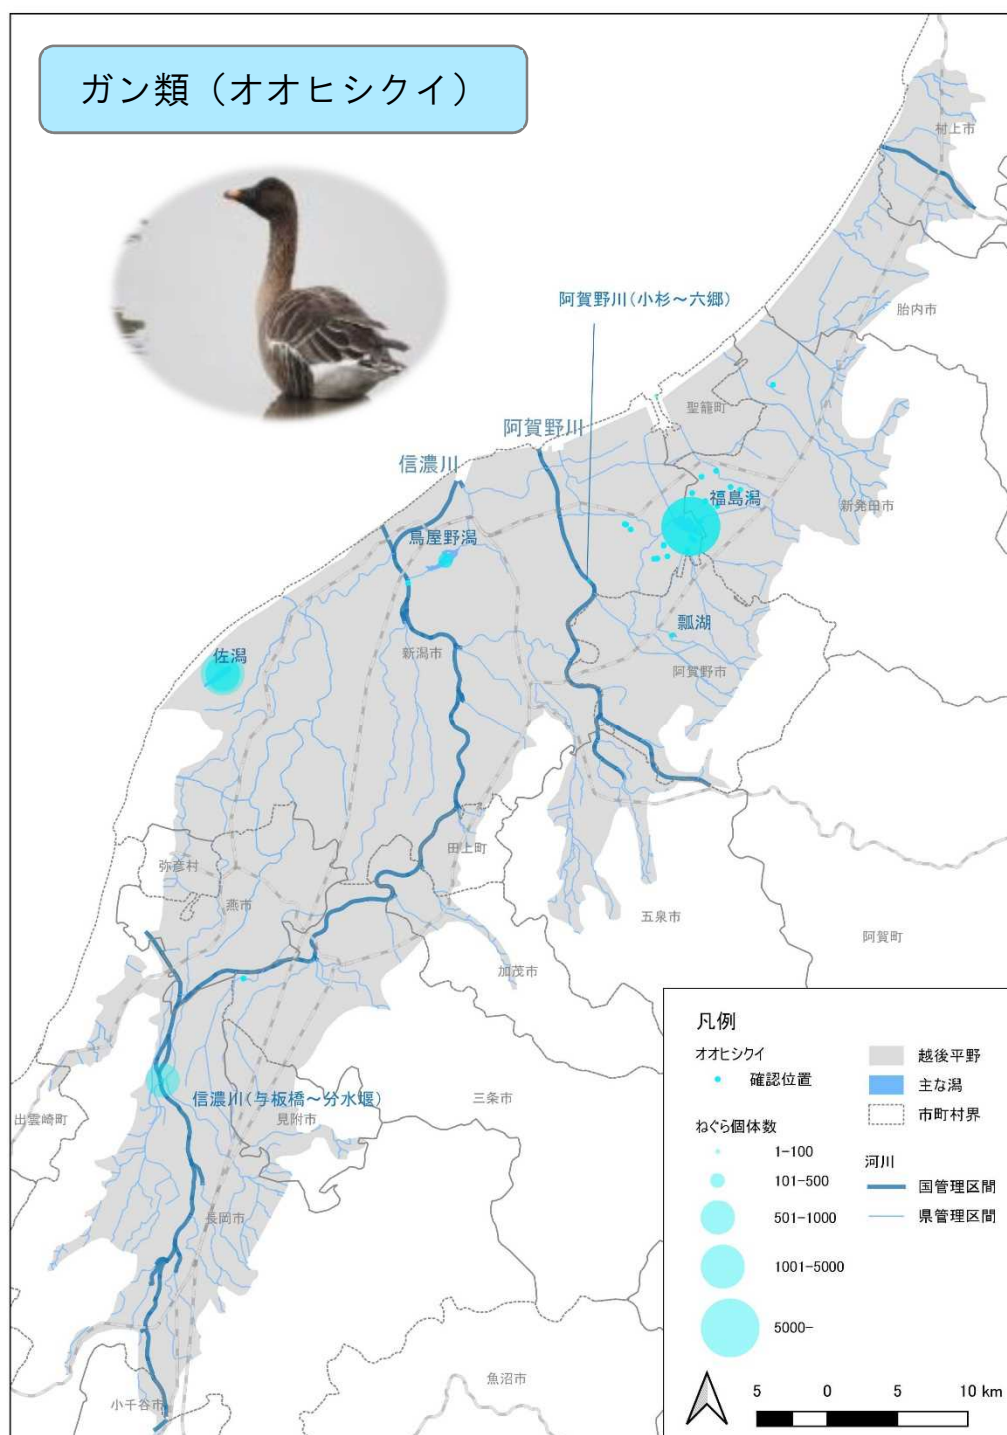 ガン類（オオヒシクイ）
村上市
阿賀野川（小杉～六郷）
胎内市
聖籠町
阿賀野川
信濃川
福島潟
新発田市
鳥屋野潟
瓢湖
佐潟
新潟市
阿賀野市
田上町
弥彦村
燕市
五泉市
阿賀町
加茂市
信濃川（与板橋～分水堰）
三条市
見附市
出雲崎町
長岡市
魚沼市
小千谷市
凡例
オオヒシクイ
確認位置
ねぐら個体数
1-100
101-500
501-1000
1001-5000
5000-
越後平野
主な潟
市町村界
河川
国管理区間
県管理区間
5 0 5 10 km